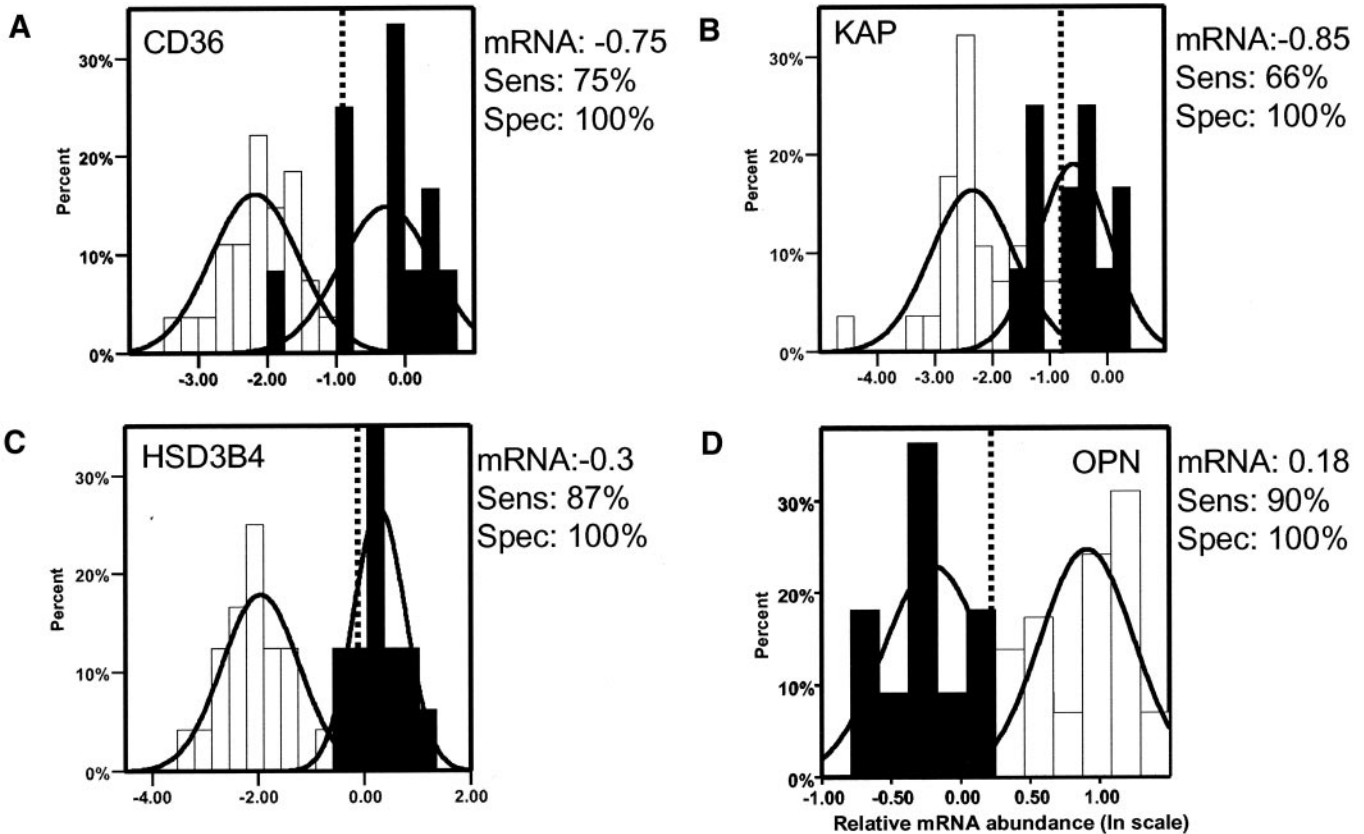 A
CD36
mRNA: -0.75
Sens: 75%
Spec: 100%
Percent
30%
20%
10%
0%
-3.00 -2.00 -1.00 0.00
B
KAP
mRNA:-0.85
Sens: 66%
Spec: 100%
Percent
30%
20%
10%
0%
-4.00 -3.00 -2.00 -1.00 0.00
C
HSD3B4
mRNA:-0.3
Sens: 87%
Spec: 100%
Percent
30%
20%
10%
0%
-4.00 -2.00 0.00 2.00
D
OPN
mRNA: 0.18
Sens: 90%
Spec: 100%
Percent
30%
20%
10%
0%
-1.00 -0.50 0.00 0.50 1.00
Relative mRNA abundance (ln scale)